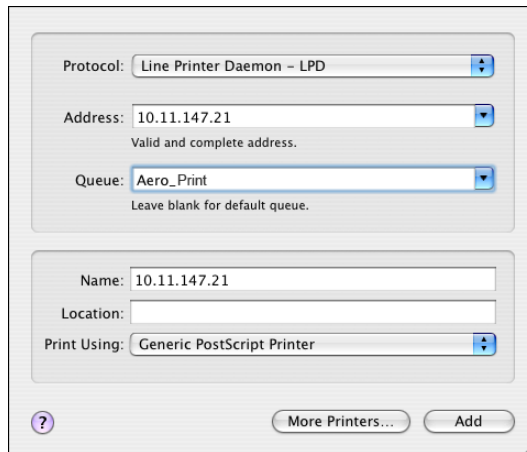 Protocol: Line Printer Daemon – LPD
Address: 10.11.147.21
Valid and complete address.
Queue: Aero_Print
Leave blank for default queue.
Name: 10.11.147.21
Location:
Print Using: Generic PostScript Printer
? More Printers... Add